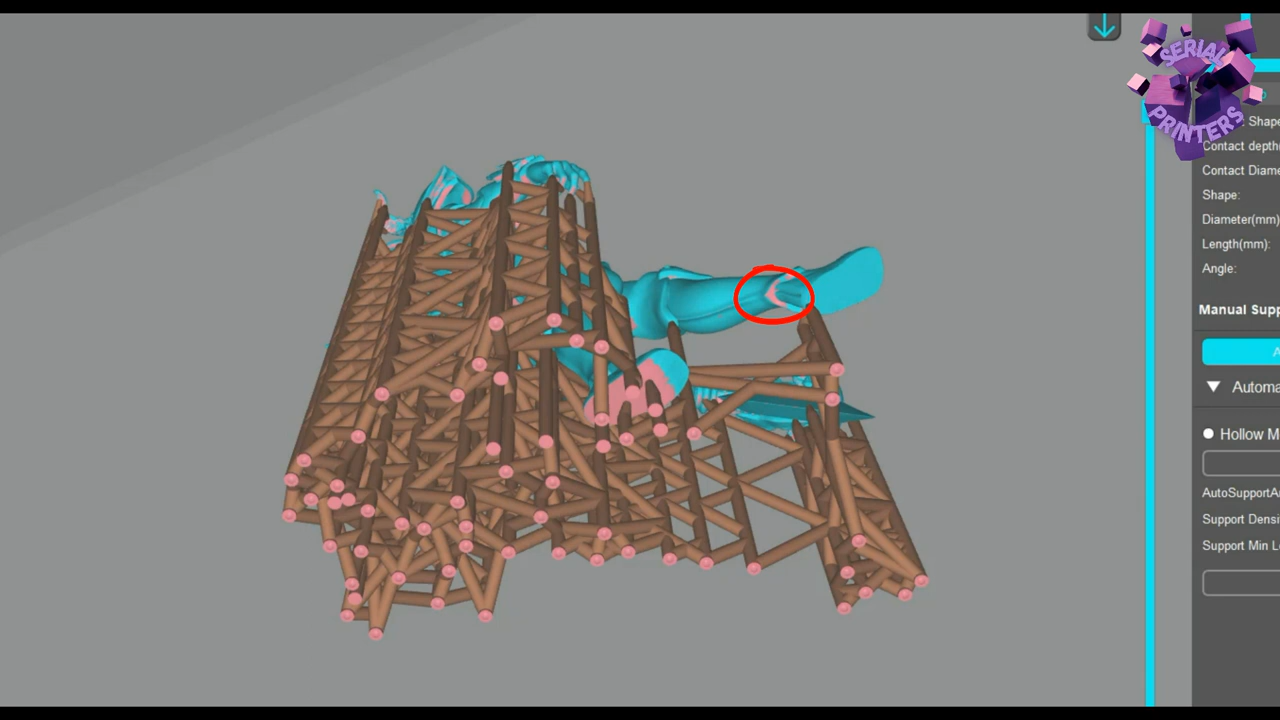 SERIAL
PRINTERS
Shape
Contact depth(
Contact Diame
Shape:
Diameter(mm)
Length(mm):
Angle:
Manual Supp
A
Automa
Hollow M
AutoSupportA
Support Densi
Support Min L